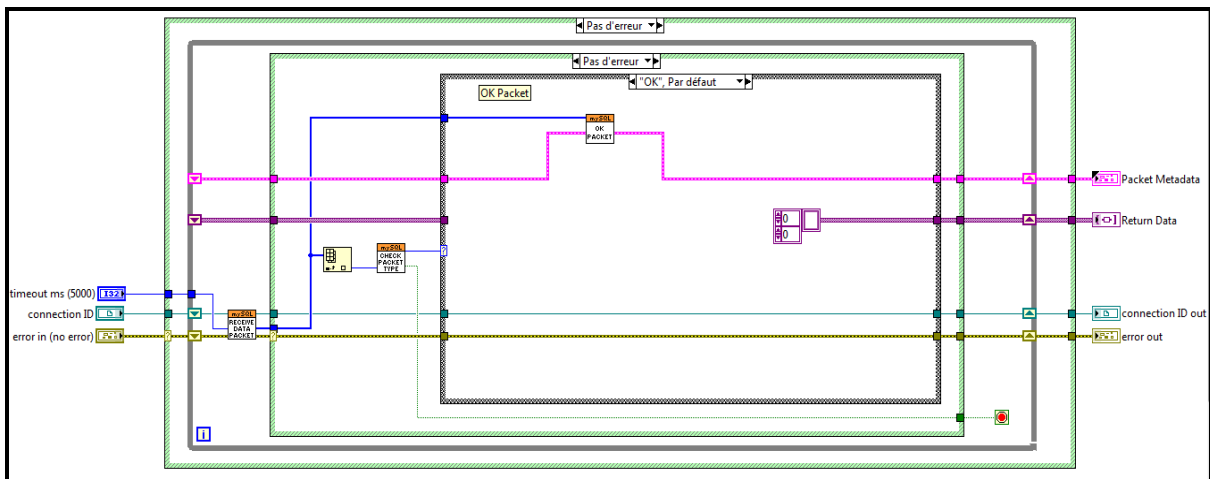 Pas d'erreur
Pas d'erreur
"OK", Par défaut
OK Packet
mySQL
OK
PACKET
Packet Metadata
0
0
Return Data
mySQL
CHECK
PACKET
TYPE
timeout ms (5000)
I32
connection ID
error in (no error)
mySQL
RECEIVE
DATA
PACKET
connection ID out
error out
i